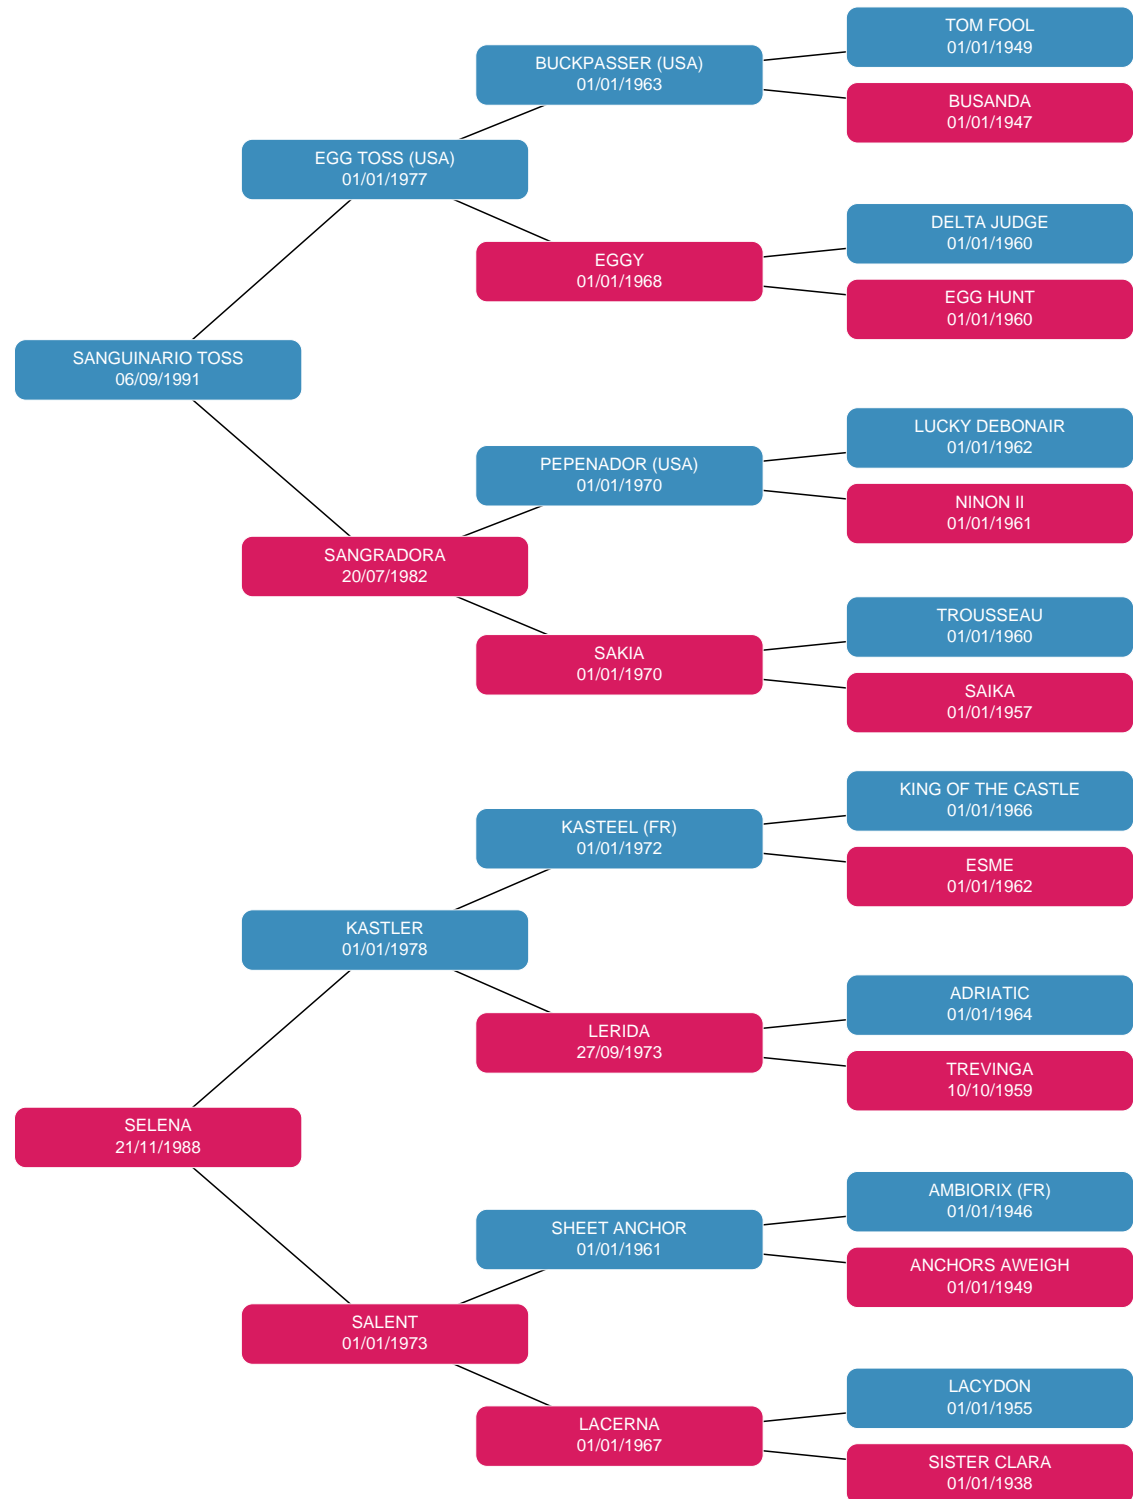 TOM FOOL
01/01/1949
BUCKPASSER (USA)
01/01/1963
BUSANDA
01/01/1947
EGG TOSS (USA)
01/01/1977
DELTA JUDGE
01/01/1960
EGGY
01/01/1968
EGG HUNT
01/01/1960
SANGUINARIO TOSS
06/09/1991
LUCKY DEBONAIR
01/01/1962
PEPENADOR (USA)
01/01/1970
NINON II
01/01/1961
SANGRADORA
20/07/1982
TROUSSEAU
01/01/1960
SAKIA
01/01/1970
SAIKA
01/01/1957
KING OF THE CASTLE
01/01/1966
KASTEEL (FR)
01/01/1972
ESME
01/01/1962
KASTLER
01/01/1978
ADRIATIC
01/01/1964
LERIDA
27/09/1973
TREVINGA
10/10/1959
SELENA
21/11/1988
AMBIORIX (FR)
01/01/1946
SHEET ANCHOR
01/01/1961
ANCHORS AWEIGH
01/01/1949
SALENT
01/01/1973
LACYDON
01/01/1955
LACERNA
01/01/1967
SISTER CLARA
01/01/1938